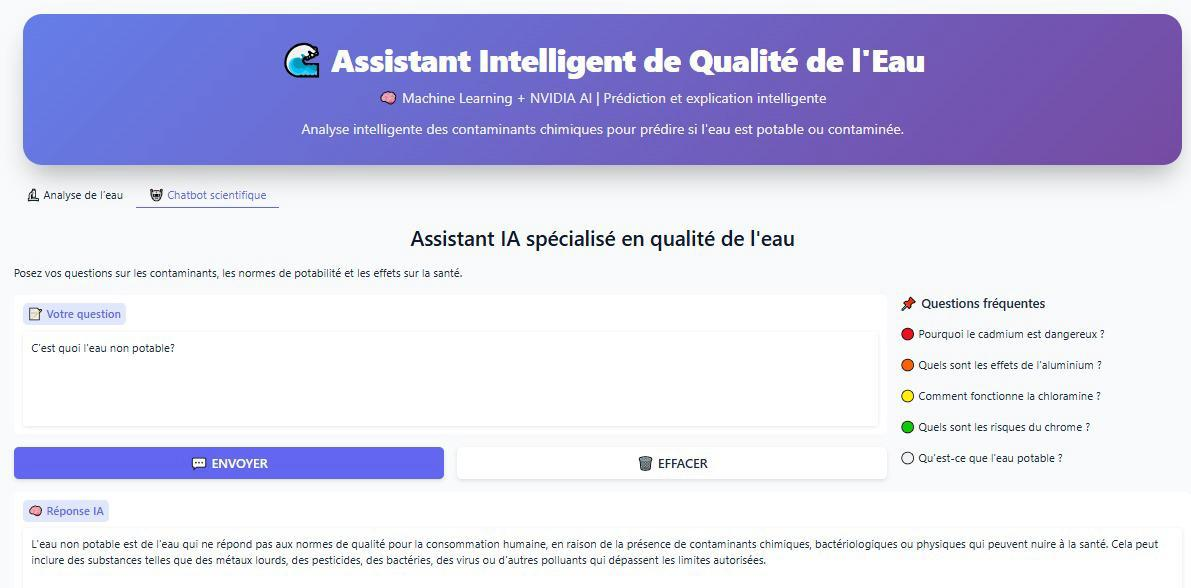 Assistant Intelligent de Qualité de l'Eau
Machine Learning + NVIDIA AI | Prédiction et explication intelligente
Analyse intelligente des contaminants chimiques pour prédire si l'eau est potable ou contaminée.
Analyse de l'eau
Chatbot scientifique
Assistant IA spécialisé en qualité de l'eau
Posez vos questions sur les contaminants, les normes de potabilité et les effets sur la santé.
Votre question
C'est quoi l'eau non potable?
ENVOYER
EFFACER
Questions fréquentes
Pourquoi le cadmium est dangereux ?
Quels sont les effets de l'aluminium ?
Comment fonctionne la chloramine ?
Quels sont les risques du chrome ?
Qu'est-ce que l'eau potable ?
Réponse IA
L'eau non potable est de l'eau qui ne répond pas aux normes de qualité pour la consommation humaine, en raison de la présence de contaminants chimiques, bactériologiques ou physiques qui peuvent nuire à la santé. Cela peut
inclure des substances telles que des métaux lourds, des pesticides, des bactéries, des virus ou d'autres polluants qui dépassent les limites autorisées.